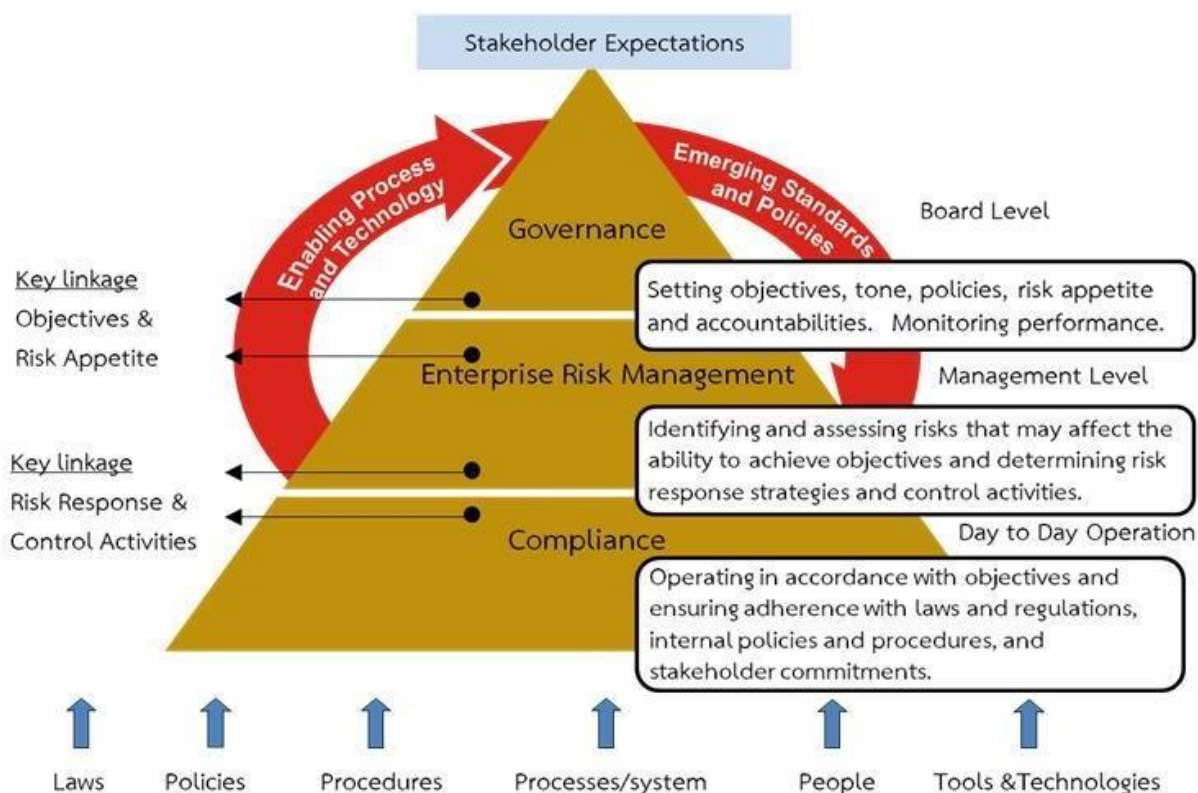 Stakeholder Expectations
Enabling Process
and Technology
Emerging Standards
and Policies
Board Level
Governance
Key linkage
Objectives &
Risk Appetite
Setting objectives, tone, policies, risk appetite
and accountabilities. Monitoring performance.
Enterprise Risk Management
Management Level
Identifying and assessing risks that may affect the
ability to achieve objectives and determining risk
response strategies and control activities.
Key linkage
Risk Response &
Control Activities
Compliance
Day to Day Operation
Operating in accordance with objectives and
ensuring adherence with laws and regulations,
internal policies and procedures, and
stakeholder commitments.
Laws
Policies
Procedures
Processes/system
People
Tools &Technologies